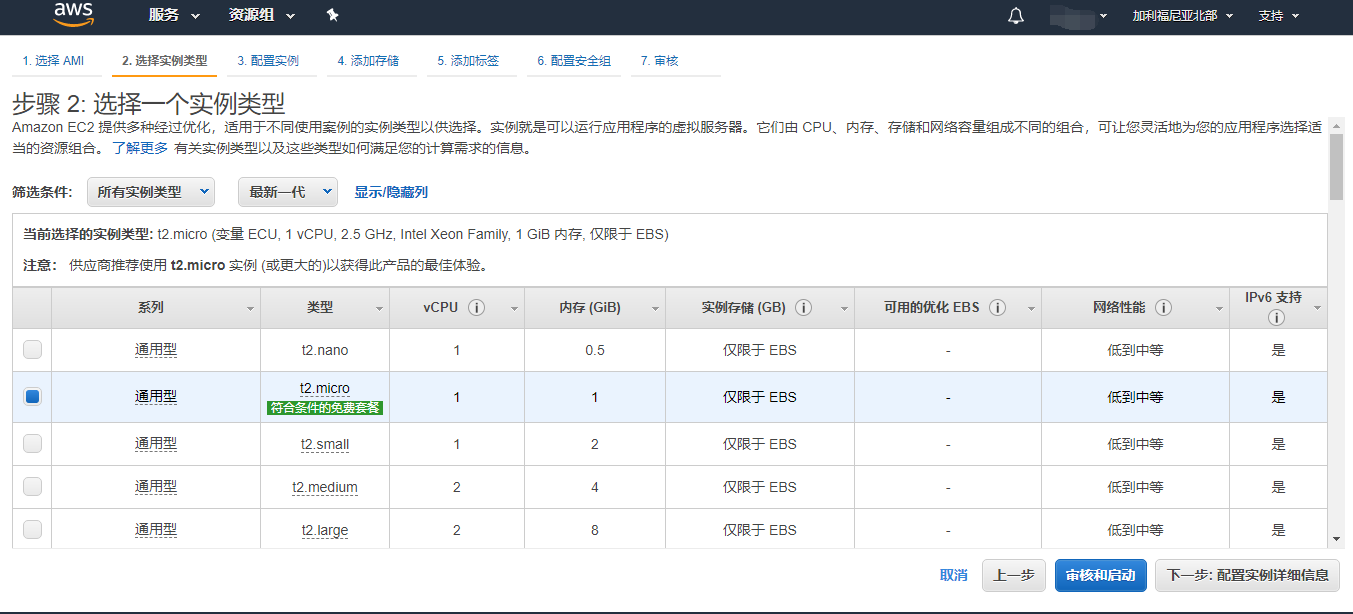 aws 服务 资源组 加利福尼亚北部 支持
1. 选择 AMI 2. 选择实例类型 3. 配置实例 4. 添加存储 5. 添加标签 6. 配置安全组 7. 审核
步骤 2: 选择一个实例类型
Amazon EC2 提供多种经过优化，适用于不同使用案例的实例类型以供选择。实例就是可以运行应用程序的虚拟服务器。它们由 CPU、内存、存储和网络容量组成不同的组合，可让您灵活地为您的应用程序选择适
当的资源组合。 了解更多 有关实例类型以及这些类型如何满足您的计算需求的信息。
筛选条件: 所有实例类型 最新一代 显示/隐藏列
当前选择的实例类型: t2.micro (变量 ECU, 1 vCPU, 2.5 GHz, Intel Xeon Family, 1 GiB 内存, 仅限于 EBS)
注意： 供应商推荐使用 t2.micro 实例 (或更大的)以获得此产品的最佳体验。
系列 类型 vCPU 内存 (GiB) 实例存储 (GB) 可用的优化 EBS 网络性能 IPv6 支持
通用型 t2.nano 1 0.5 仅限于 EBS - 低到中等 是
通用型 t2.micro 1 1 仅限于 EBS - 低到中等 是
符合条件的免费套餐
通用型 t2.small 1 2 仅限于 EBS - 低到中等 是
通用型 t2.medium 2 4 仅限于 EBS - 低到中等 是
通用型 t2.large 2 8 仅限于 EBS - 低到中等 是
取消 上一步 审核和启动 下一步: 配置实例详细信息